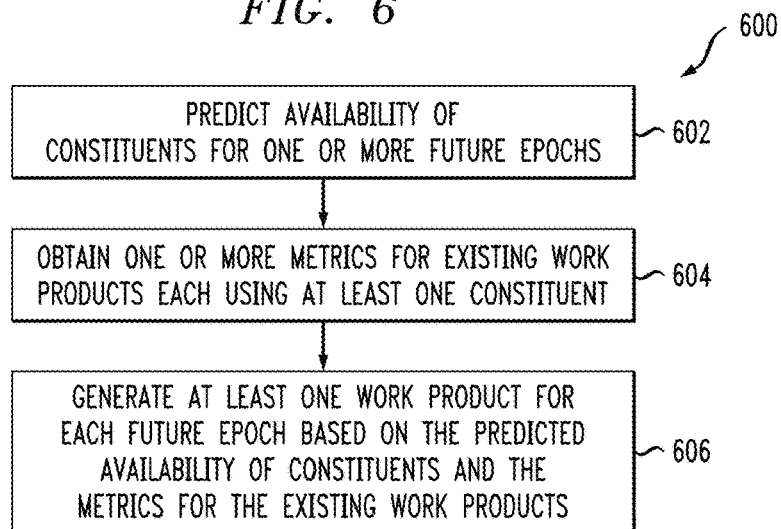 FIG. 6
600
PREDICT AVAILABILITY OF
CONSTITUENTS FOR ONE OR MORE FUTURE EPOCHS
602
OBTAIN ONE OR MORE METRICS FOR EXISTING WORK
PRODUCTS EACH USING AT LEAST ONE CONSTITUENT
604
GENERATE AT LEAST ONE WORK PRODUCT FOR
EACH FUTURE EPOCH BASED ON THE PREDICTED
AVAILABILITY OF CONSTITUENTS AND THE
METRICS FOR THE EXISTING WORK PRODUCTS
606